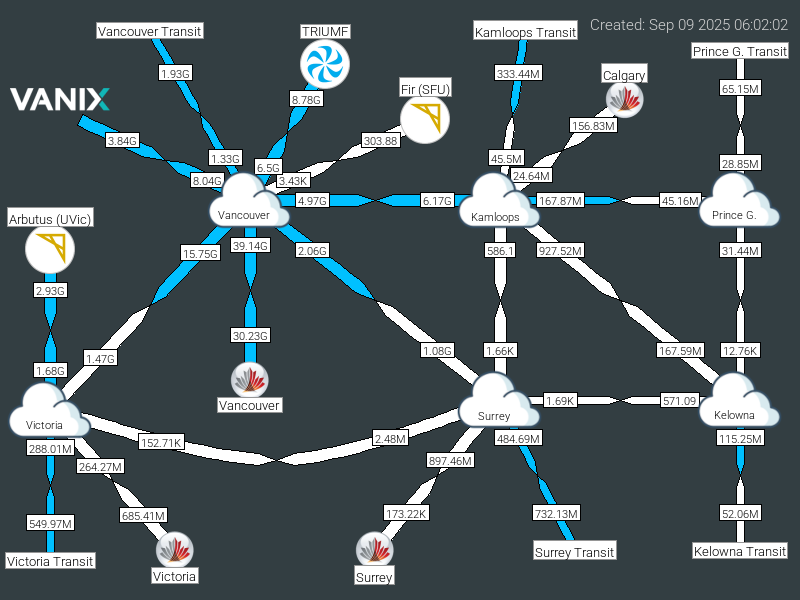 Created: Sep 09 2025 06:02:02
Vancouver Transit
TRIUMF
Kamloops Transit
Prince G. Transit
1.93G
333.44M
Calgary
Fir (SFU)
65.15M
VANIX
8.78G
156.83M
3.84G
303.88
1.33G
45.5M
28.85M
6.5G
24.64M
8.04G
3.43K
4.97G
6.17G
167.87M
45.16M
Arbutus (UVic)
Vancouver
Kamloops
Prince G.
15.75G
39.14G
2.06G
586.1
927.52M
31.44M
2.93G
30.23G
1.47G
1.08G
1.66K
167.59M
12.76K
1.68G
Vancouver
1.69K
571.09
Victoria
Surrey
Kelowna
288.01M
152.71K
2.48M
484.69M
115.25M
264.27M
897.46M
549.97M
685.41M
173.22K
732.13M
52.06M
Victoria Transit
Victoria
Surrey
Surrey Transit
Kelowna Transit